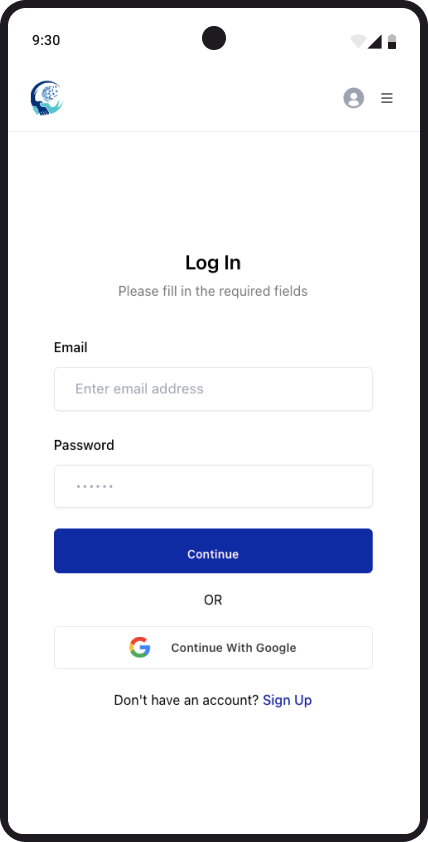 9:30
Log In
Please fill in the required fields
Email
Enter email address
Password
Continue
OR
Continue With Google
Don't have an account? Sign Up